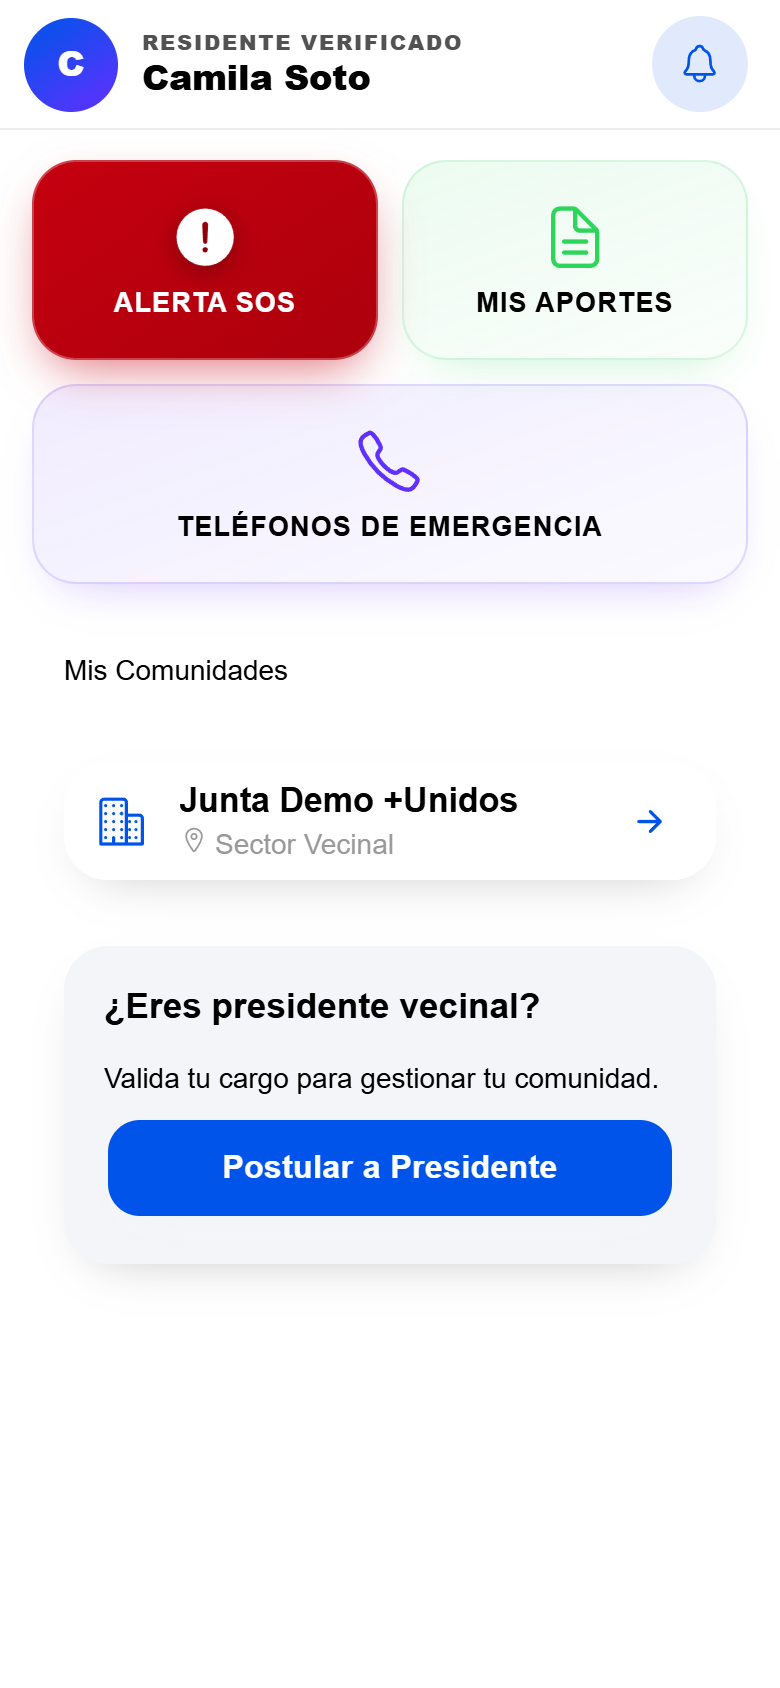 C
RESIDENTE VERIFICADO
Camila Soto
ALERTA SOS
MIS APORTES
TELÉFONOS DE EMERGENCIA
Mis Comunidades
Junta Demo +Unidos
Sector Vecinal
¿Eres presidente vecinal?
Valida tu cargo para gestionar tu comunidad.
Postular a Presidente